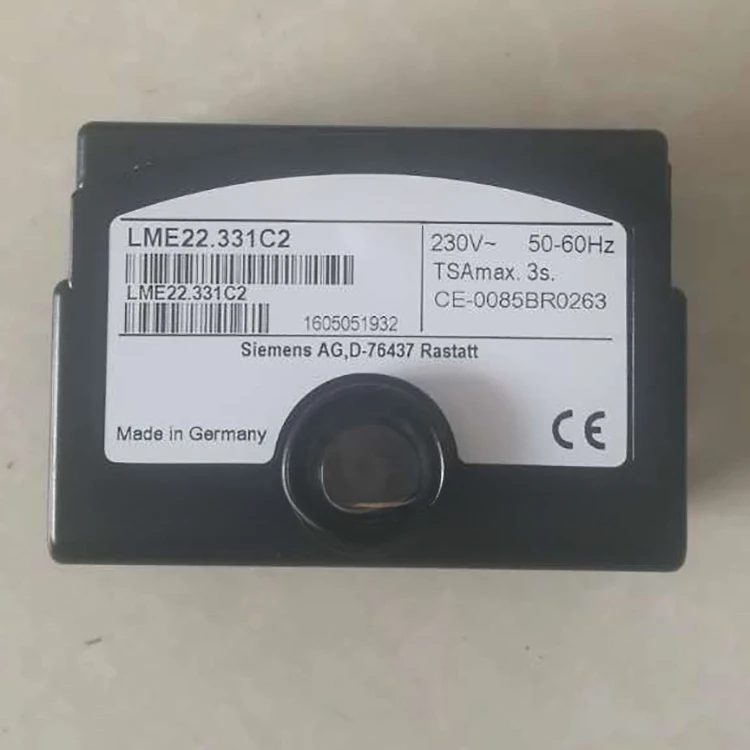 LME22.331C2
LME22.331C2
1605051932
230V~ 50-60Hz
TSAmax. 3s.
CE-0085BR0263
Siemens AG,D-76437 Rastatt
Made in Germany
CE